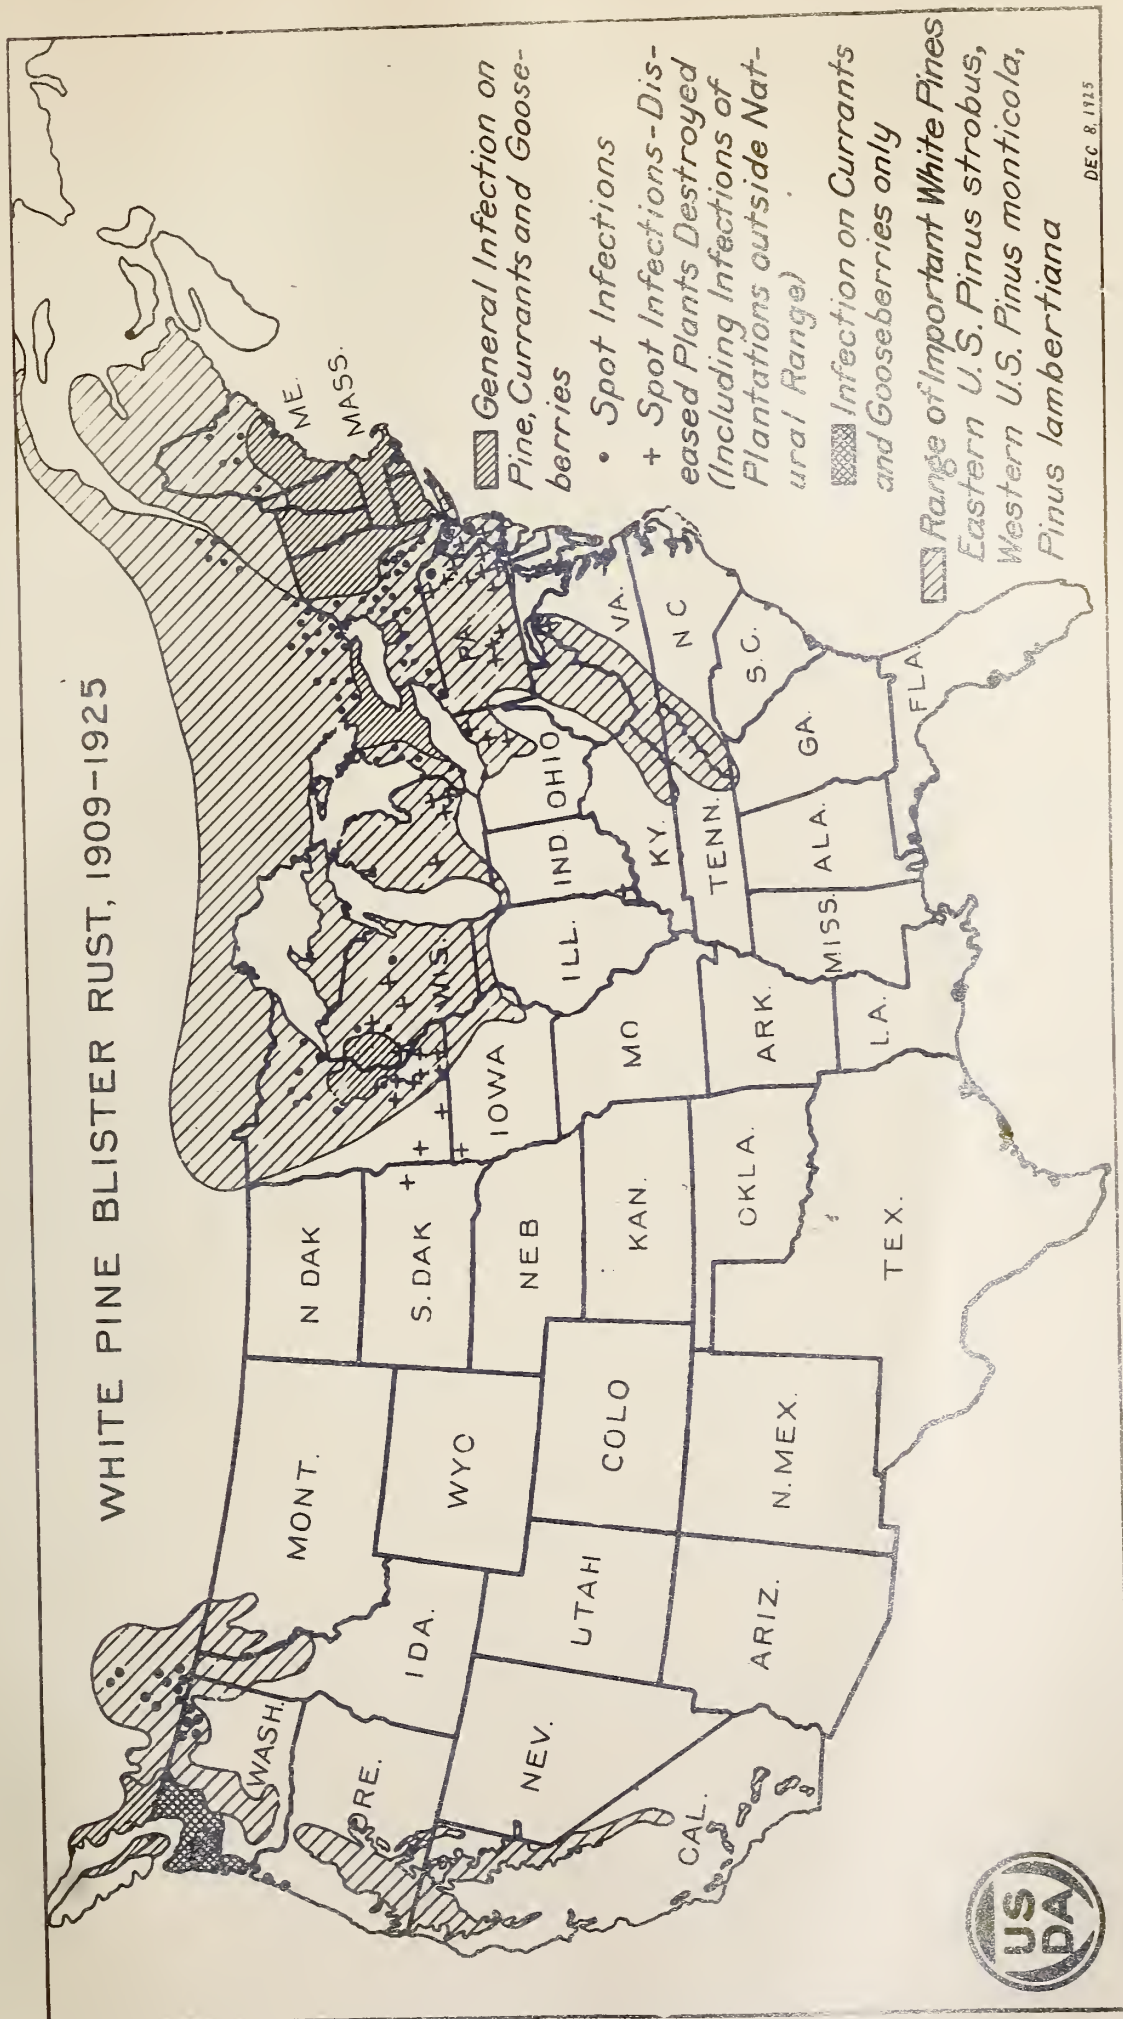 WHITE PINE BLISTER RUST, 1909-1925
ME.
MASS.
WASH.
MONT.
N DAK
S. DAK
WIS.
ORE.
IDA.
WYO
NEB
IOWA
ILL.
IND
OHIO
PA.
NEV.
UTAH
COLO
KAN.
MO
KY.
VA.
CAL.
ARIZ.
N. MEX.
OKLA.
ARK.
TENN.
N C
S.C.
TEX.
LA.
MISS.
ALA.
GA.
FLA.
General Infection on
Pine, Currants and Goose-
berries
• Spot Infections
+ Spot Infections-Dis-
eased Plants Destroyed
(Including Infections of
Plantations outside Nat-
ural Range)
Infection on Currants
and Gooseberries only
Range of Important White Pines
Eastern U.S. Pinus strobus,
Western U.S. Pinus monticola,
Pinus lambertiana
DEC 8, 1925
US
DA